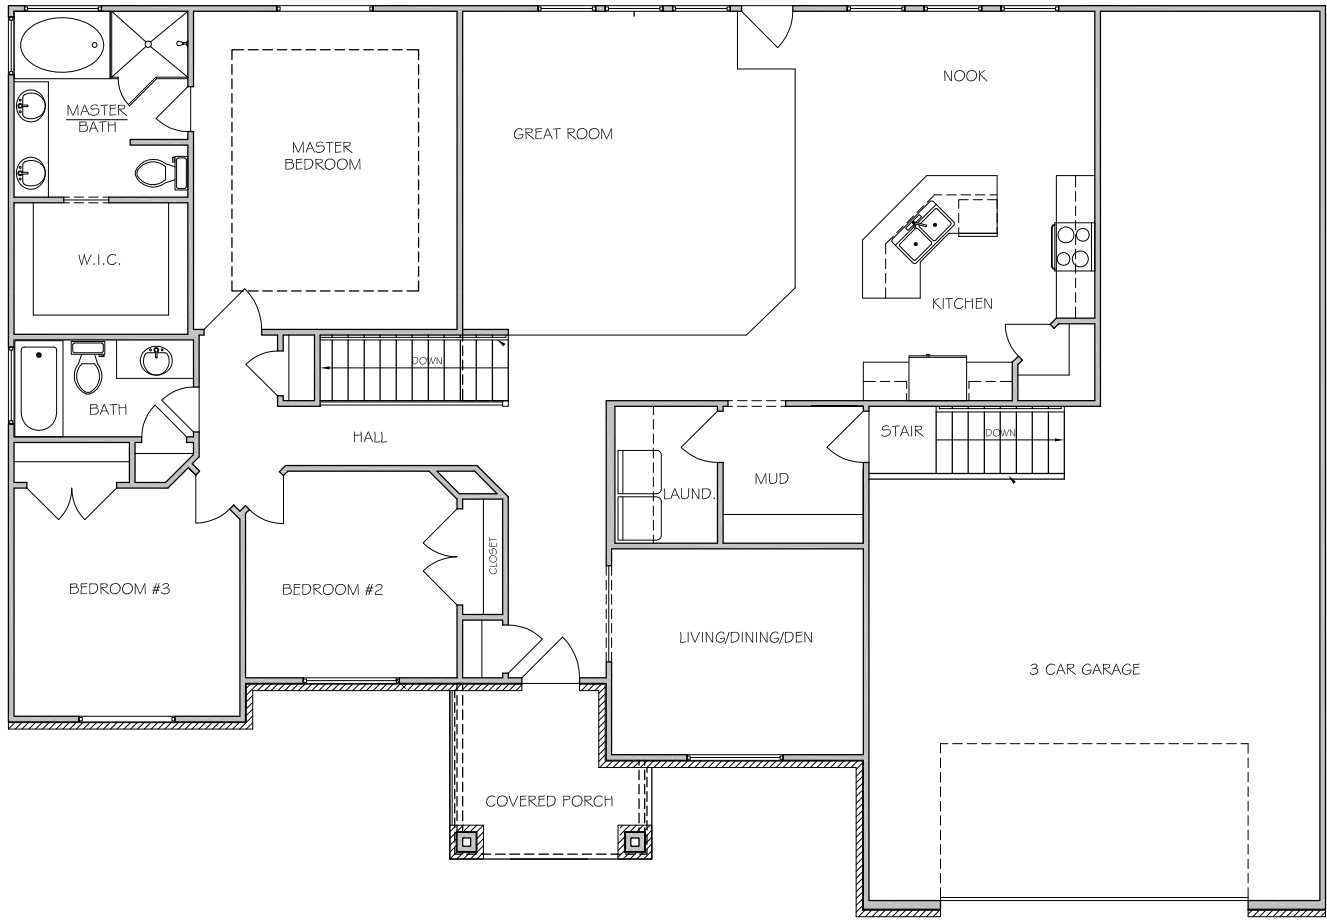 NOOK
MASTER
BATH
GREAT ROOM
MASTER
BEDROOM
W.I.C.
KITCHEN
DOWN
BATH
HALL
STAIR
DOWN
MUD
LAUND.
CLOSET
BEDROOM #3
BEDROOM #2
LIVING/DINING/DEN
3 CAR GARAGE
COVERED PORCH